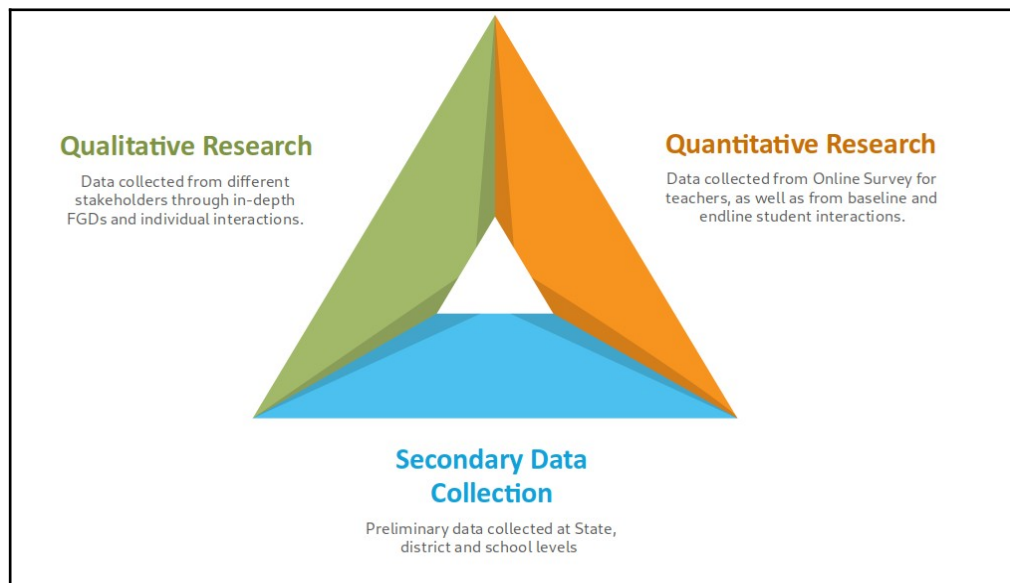 Qualitative Research
Data collected from different
stakeholders through in-depth
FGDs and individual interactions.
Quantitative Research
Data collected from Online Survey for
teachers, as well as from baseline and
endline student interactions.
Secondary Data
Collection
Preliminary data collected at State,
district and school levels